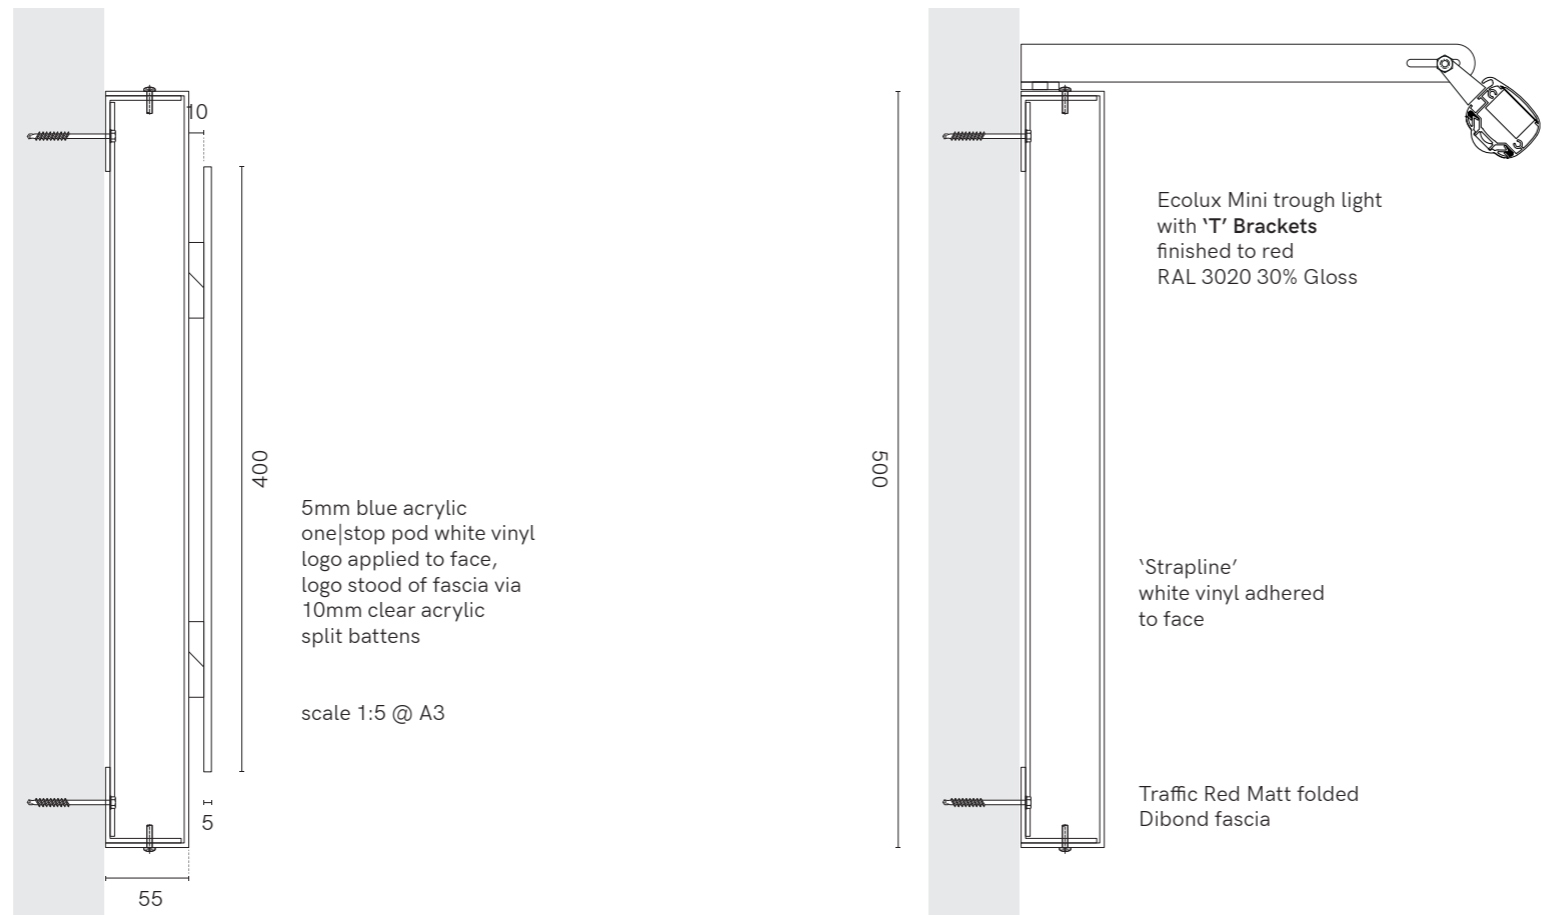 10
400
5mm blue acrylic
one|stop pod white vinyl
logo applied to face,
logo stood of fascia via
10mm clear acrylic
split battens
scale 1:5 @ A3
5
55
500
Ecolux Mini trough light
with ‘T’ Brackets
finished to red
RAL 3020 30% Gloss
‘Strapline’
white vinyl adhered
to face
Traffic Red Matt folded
Dibond fascia